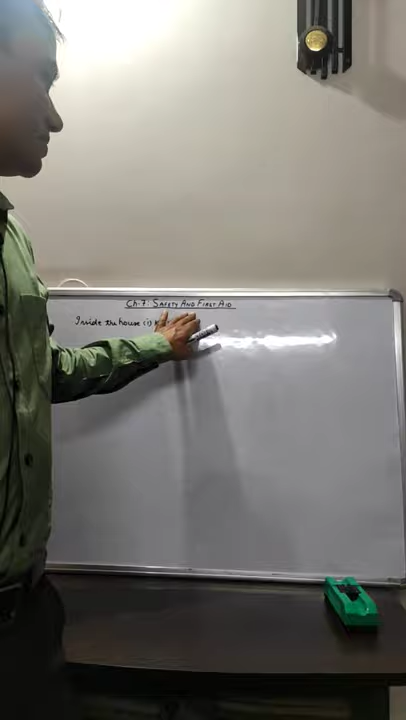 Ch-7: SAFETY AND FIRST AID
Inside the house (i)